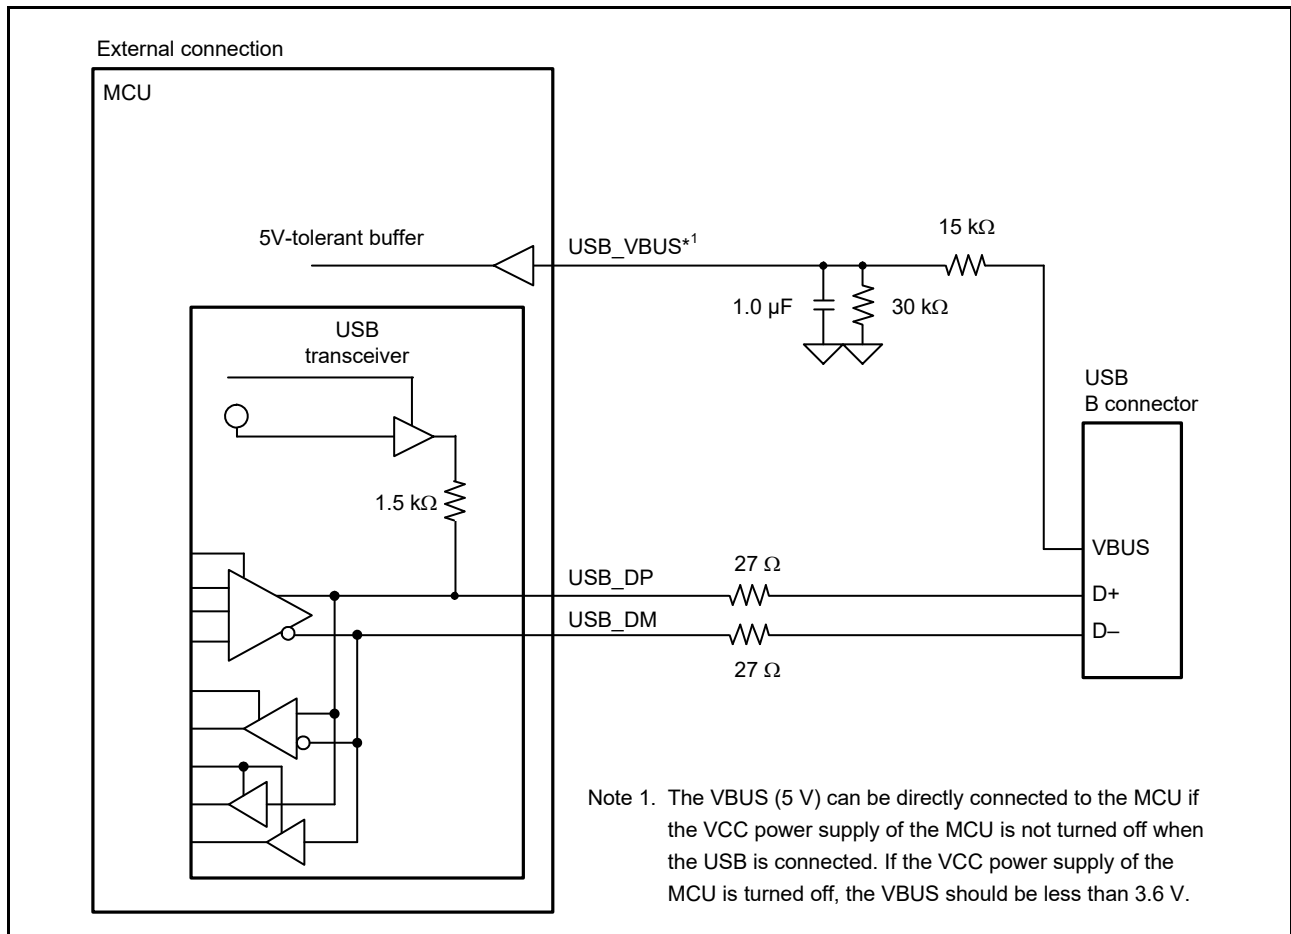 External connection
MCU
5V-tolerant buffer
USB_VBUS*1
15 kΩ
1.0 µF
30 kΩ
USB
transceiver
1.5 kΩ
USB
B connector
VBUS
27 Ω
USB_DP
D+
USB_DM
D–
27 Ω
Note 1. The VBUS (5 V) can be directly connected to the MCU if
the VCC power supply of the MCU is not turned off when
the USB is connected. If the VCC power supply of the
MCU is turned off, the VBUS should be less than 3.6 V.